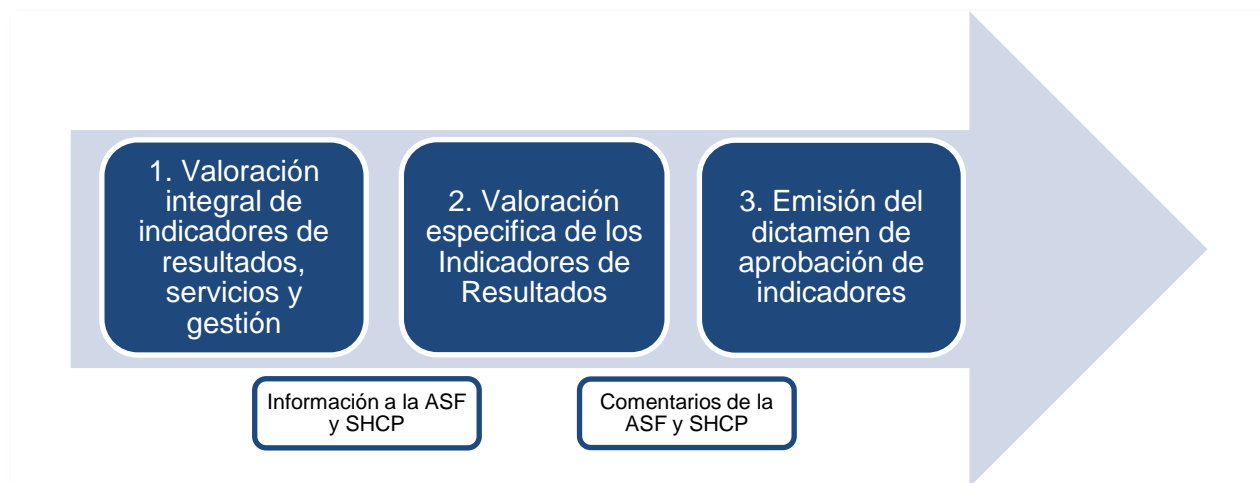 1. Valoración
integral de
indicadores de
resultados,
servicios y
gestión
2. Valoración
especifica de los
Indicadores de
Resultados
3. Emisión del
dictamen de
aprobación de
indicadores
Información a la ASF
y SHCP
Comentarios de la
ASF y SHCP